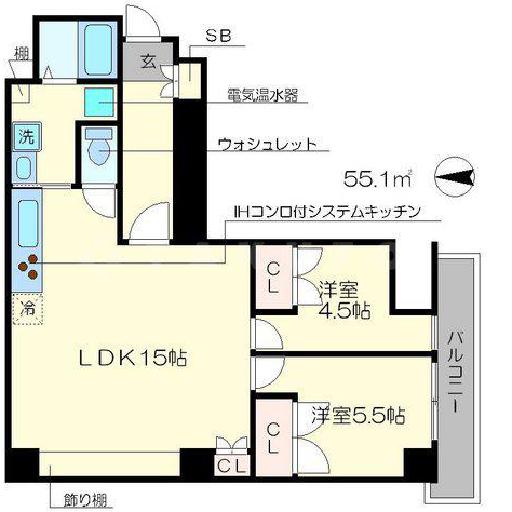 SB
棚
玄
電気温水器
洗
ウォシュレット
55.1㎡
IHコンロ付システムキッチン
CL
洋室
4.5帖
冷
バルコニー
LDK15帖
洋室5.5帖
CL
CL
飾り棚